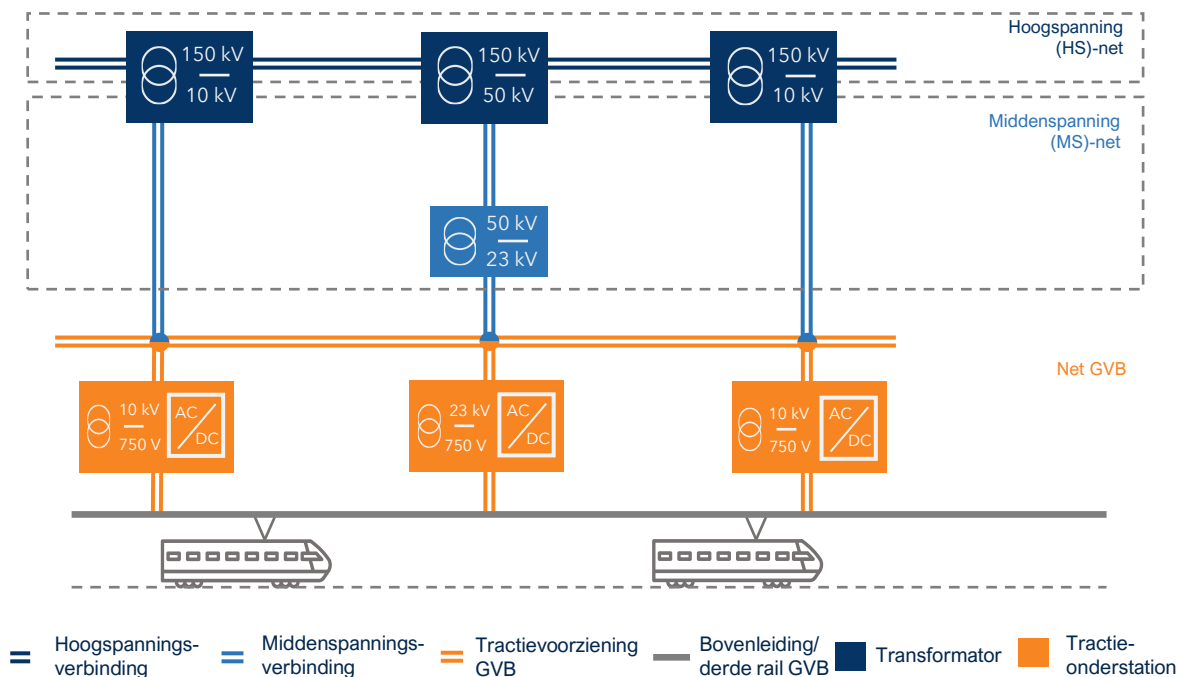 Hoogspanning
(HS)-net
150 kV
10 kV
150 kV
50 kV
150 kV
10 kV
Middenspanning
(MS)-net
50 kV
23 kV
Net GVB
10 kV
750 V
AC
DC
23 kV
750 V
AC
DC
10 kV
750 V
AC
DC
Hoogspannings-
verbinding
Middenspannings-
verbinding
Tractievoorziening
GVB
Bovenleiding/
derde rail GVB
Transformator
Tractie-
onderstation